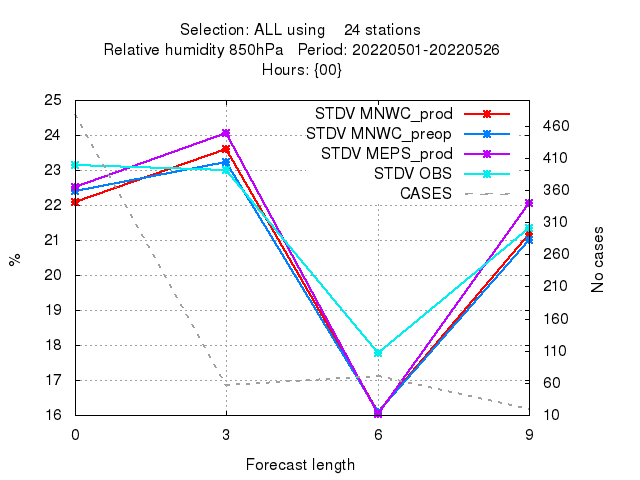 Selection: ALL using    24 stations
Relative humidity 850hPa   Period: 20220501-20220526
Hours: {00}
25
24
23
22
21
20
19
18
17
16
%
STDV MNWC_prod
STDV MNWC_preop
STDV MEPS_prod
STDV OBS
CASES
460
410
360
310
260
210
160
110
60
10
No cases
0 3 6 9
Forecast length